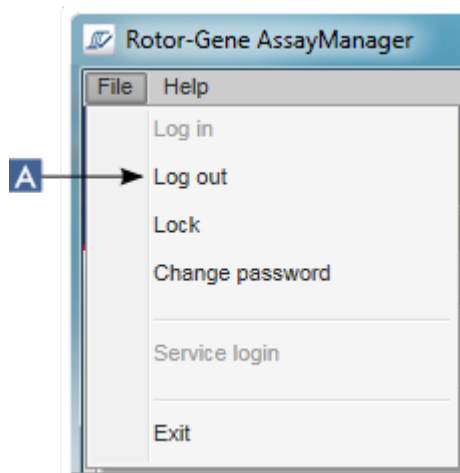 Rotor-Gene AssayManager
File Help
Log in
A Log out
Lock
Change password
Service login
Exit